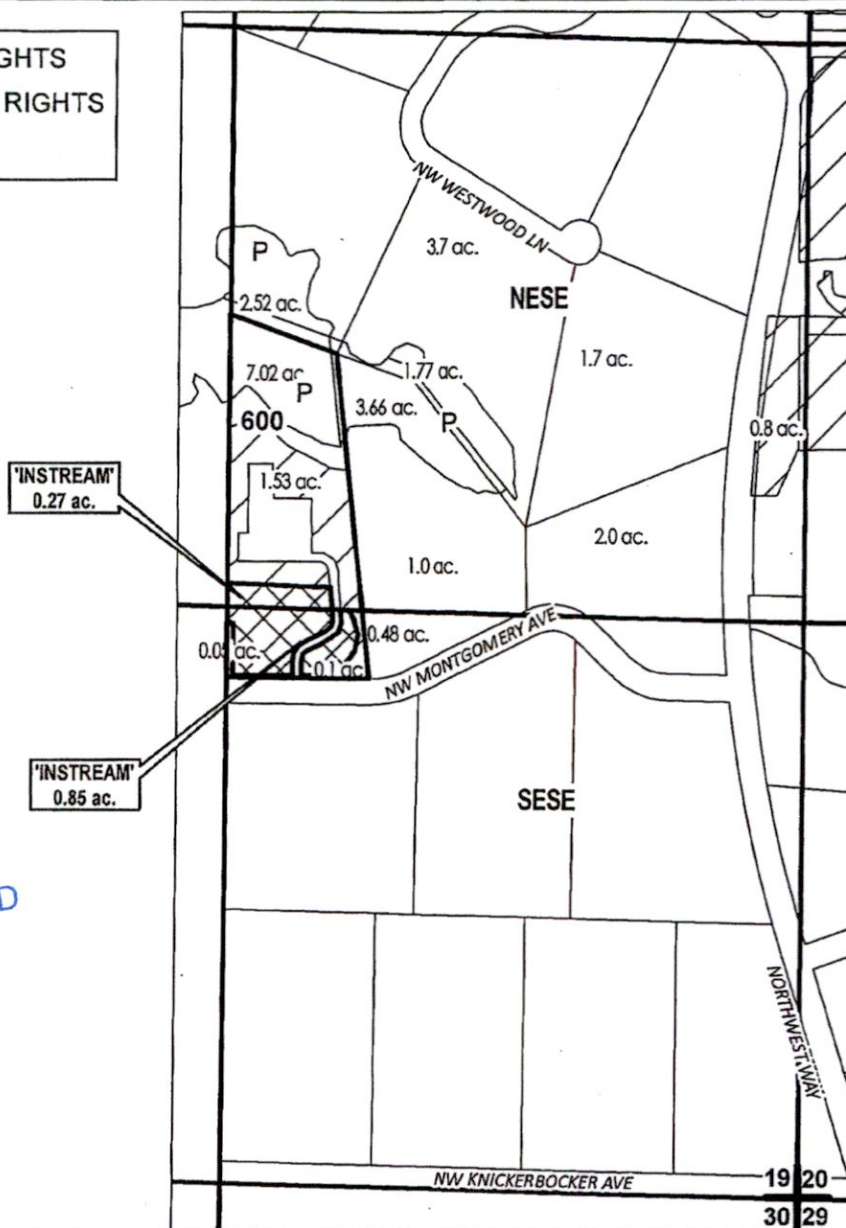 GHTS
RIGHTS
NW WESTWOOD LN
P
3.7 ac.
NESE
2.52 ac.
1.7 ac.
7.02 ac
P
1.77 ac.
3.66 ac.
P
600
0.8 ac.
'INSTREAM'
0.27 ac.
1.53 ac.
2.0 ac.
1.0 ac.
0.48 ac.
ac.
0.1 ac
NW MONTGOMERY AVE
'INSTREAM'
0.85 ac.
SESE
D
NORTHWEST WAY
NW KNICKERBOCKER AVE
19 20
30 29